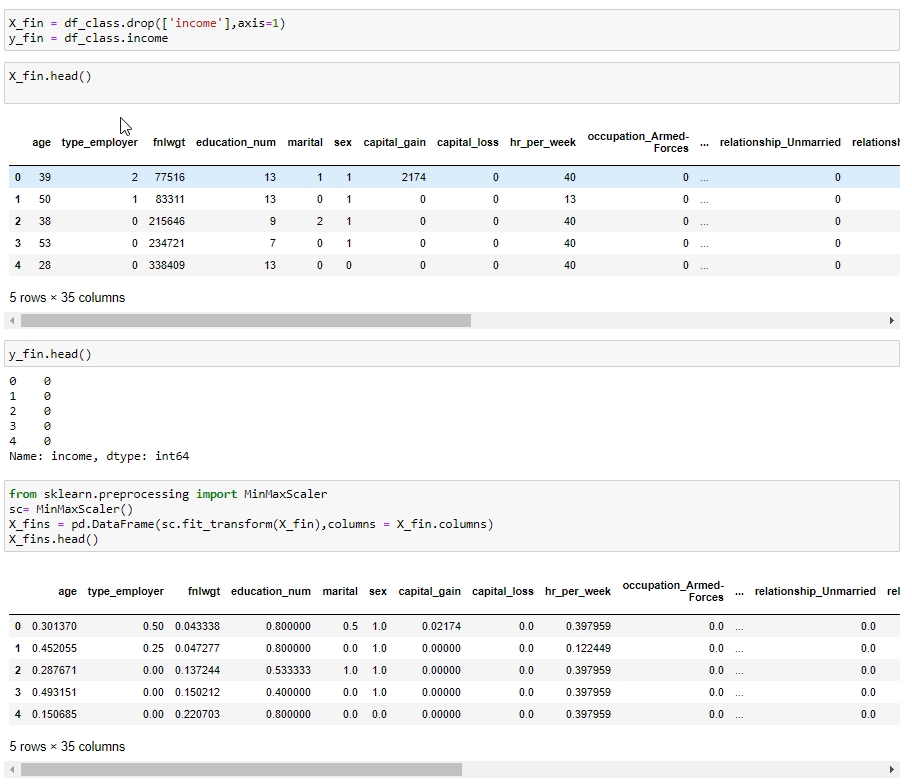 X_fin = df_class.drop(['income'],axis=1)
y_fin = df_class.income
X_fin.head()
age type_employer fnlwgt education_num marital sex capital_gain capital_loss hr_per_week occupation_Armed-Forces ... relationship_Unmarried relationsh
0 39 2 77516 13 1 1 2174 0 40 0 ... 0
1 50 1 83311 13 0 1 0 0 13 0 ... 0
2 38 0 215646 9 2 1 0 0 40 0 ... 0
3 53 0 234721 7 0 1 0 0 40 0 ... 0
4 28 0 338409 13 0 0 0 0 40 0 ... 0
5 rows × 35 columns
y_fin.head()
0 0
1 0
2 0
3 0
4 0
Name: income, dtype: int64
from sklearn.preprocessing import MinMaxScaler
sc= MinMaxScaler()
X_fins = pd.DataFrame(sc.fit_transform(X_fin),columns = X_fin.columns)
X_fins.head()
age type_employer fnlwgt education_num marital sex capital_gain capital_loss hr_per_week occupation_Armed-Forces ... relationship_Unmarried rel
0 0.301370 0.50 0.043338 0.800000 0.5 1.0 0.02174 0.0 0.397959 0.0 ... 0.0
1 0.452055 0.25 0.047277 0.800000 0.0 1.0 0.00000 0.0 0.122449 0.0 ... 0.0
2 0.287671 0.00 0.137244 0.533333 1.0 1.0 0.00000 0.0 0.397959 0.0 ... 0.0
3 0.493151 0.00 0.150212 0.400000 0.0 1.0 0.00000 0.0 0.397959 0.0 ... 0.0
4 0.150685 0.00 0.220703 0.800000 0.0 0.0 0.00000 0.0 0.397959 0.0 ... 0.0
5 rows × 35 columns